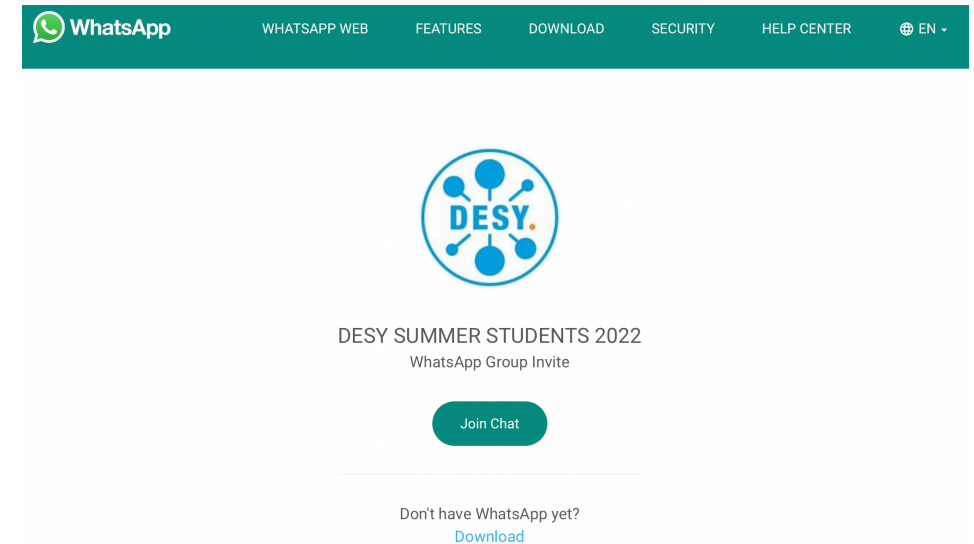 WhatsApp
WHATSAPP WEB FEATURES DOWNLOAD SECURITY HELP CENTER EN
DESY.
DESY SUMMER STUDENTS 2022
WhatsApp Group Invite
Join Chat
Don't have WhatsApp yet?
Download